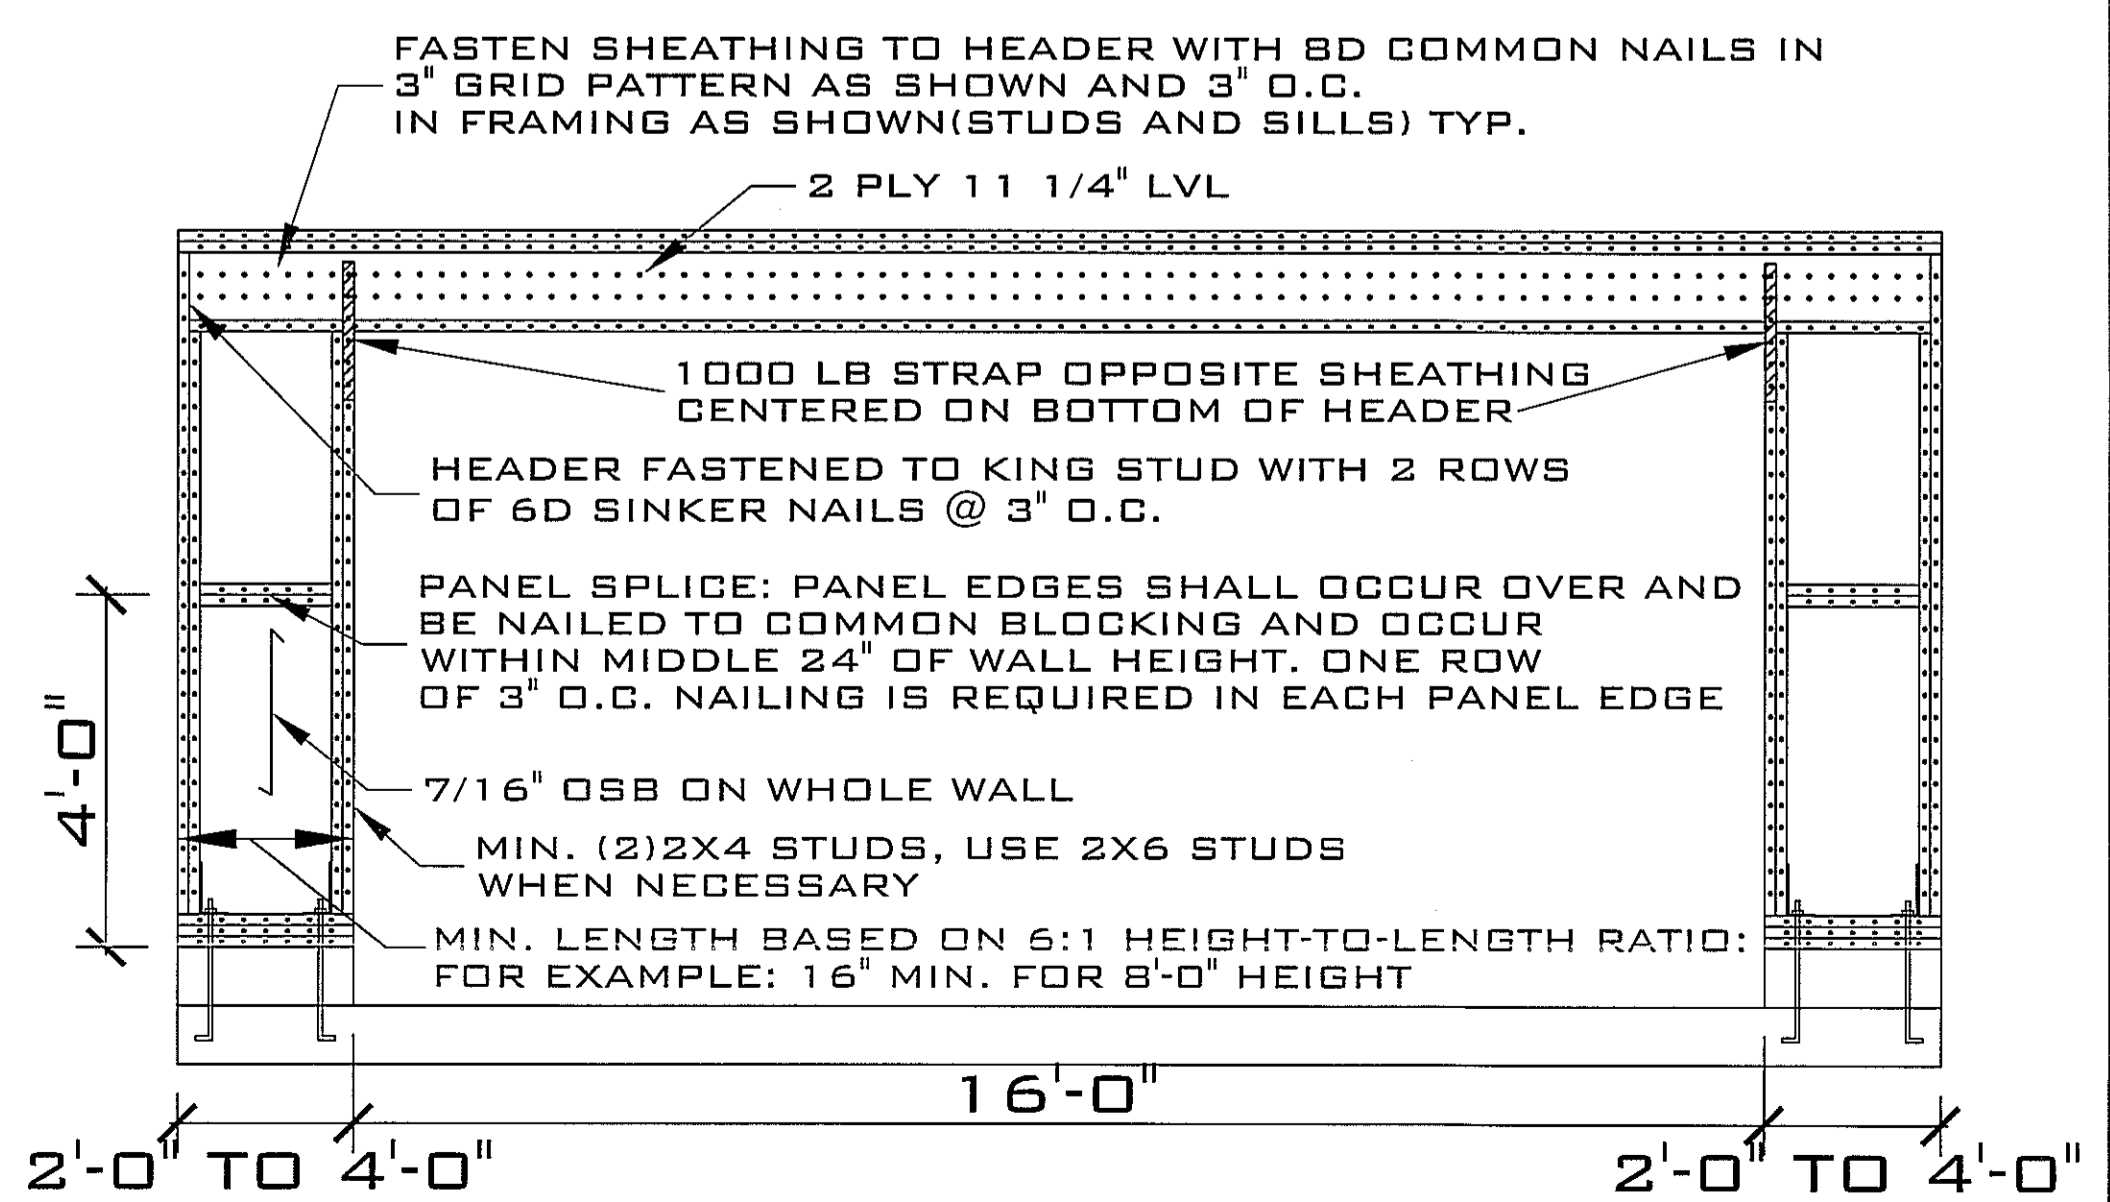 FASTEN SHEATHING TO HEADER WITH 8D COMMON NAILS IN
3" GRID PATTERN AS SHOWN AND 3" O.C.
IN FRAMING AS SHOWN(STUDS AND SILLS) TYP.
2 PLY 11 1/4" LVL
1000 LB STRAP OPPOSITE SHEATHING
CENTERED ON BOTTOM OF HEADER
HEADER FASTENED TO KING STUD WITH 2 ROWS
OF 6D SINKER NAILS @ 3" O.C.
PANEL SPLICE: PANEL EDGES SHALL OCCUR OVER AND
BE NAILED TO COMMON BLOCKING AND OCCUR
WITHIN MIDDLE 24" OF WALL HEIGHT. ONE ROW
OF 3" O.C. NAILING IS REQUIRED IN EACH PANEL EDGE
4'-0"
7/16" OSB ON WHOLE WALL
MIN. (2)2X4 STUDS, USE 2X6 STUDS
WHEN NECESSARY
MIN. LENGTH BASED ON 6:1 HEIGHT-TO-LENGTH RATIO:
FOR EXAMPLE: 16" MIN. FOR 8'-0" HEIGHT
16'-0"
2'-0" TO 4'-0"
2'-0" TO 4'-0"